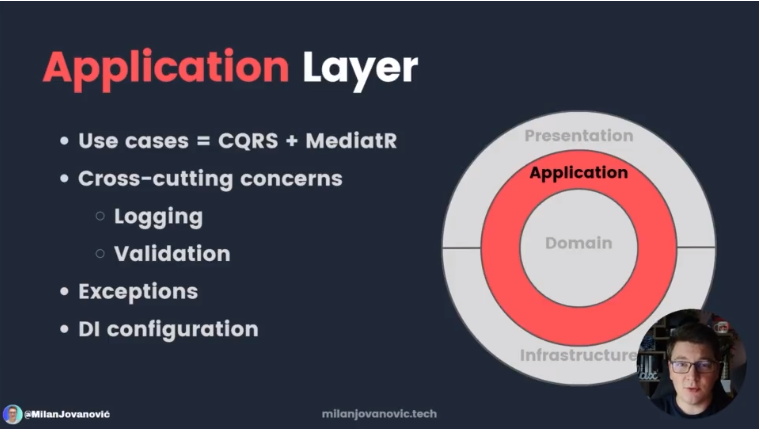 Application Layer
Use cases = CQRS + MediatR
Cross-cutting concerns
Logging
Validation
Exceptions
DI configuration
Presentation
Application
Domain
Infrastructure
@MilanJovanović
milanjovanovic.tech